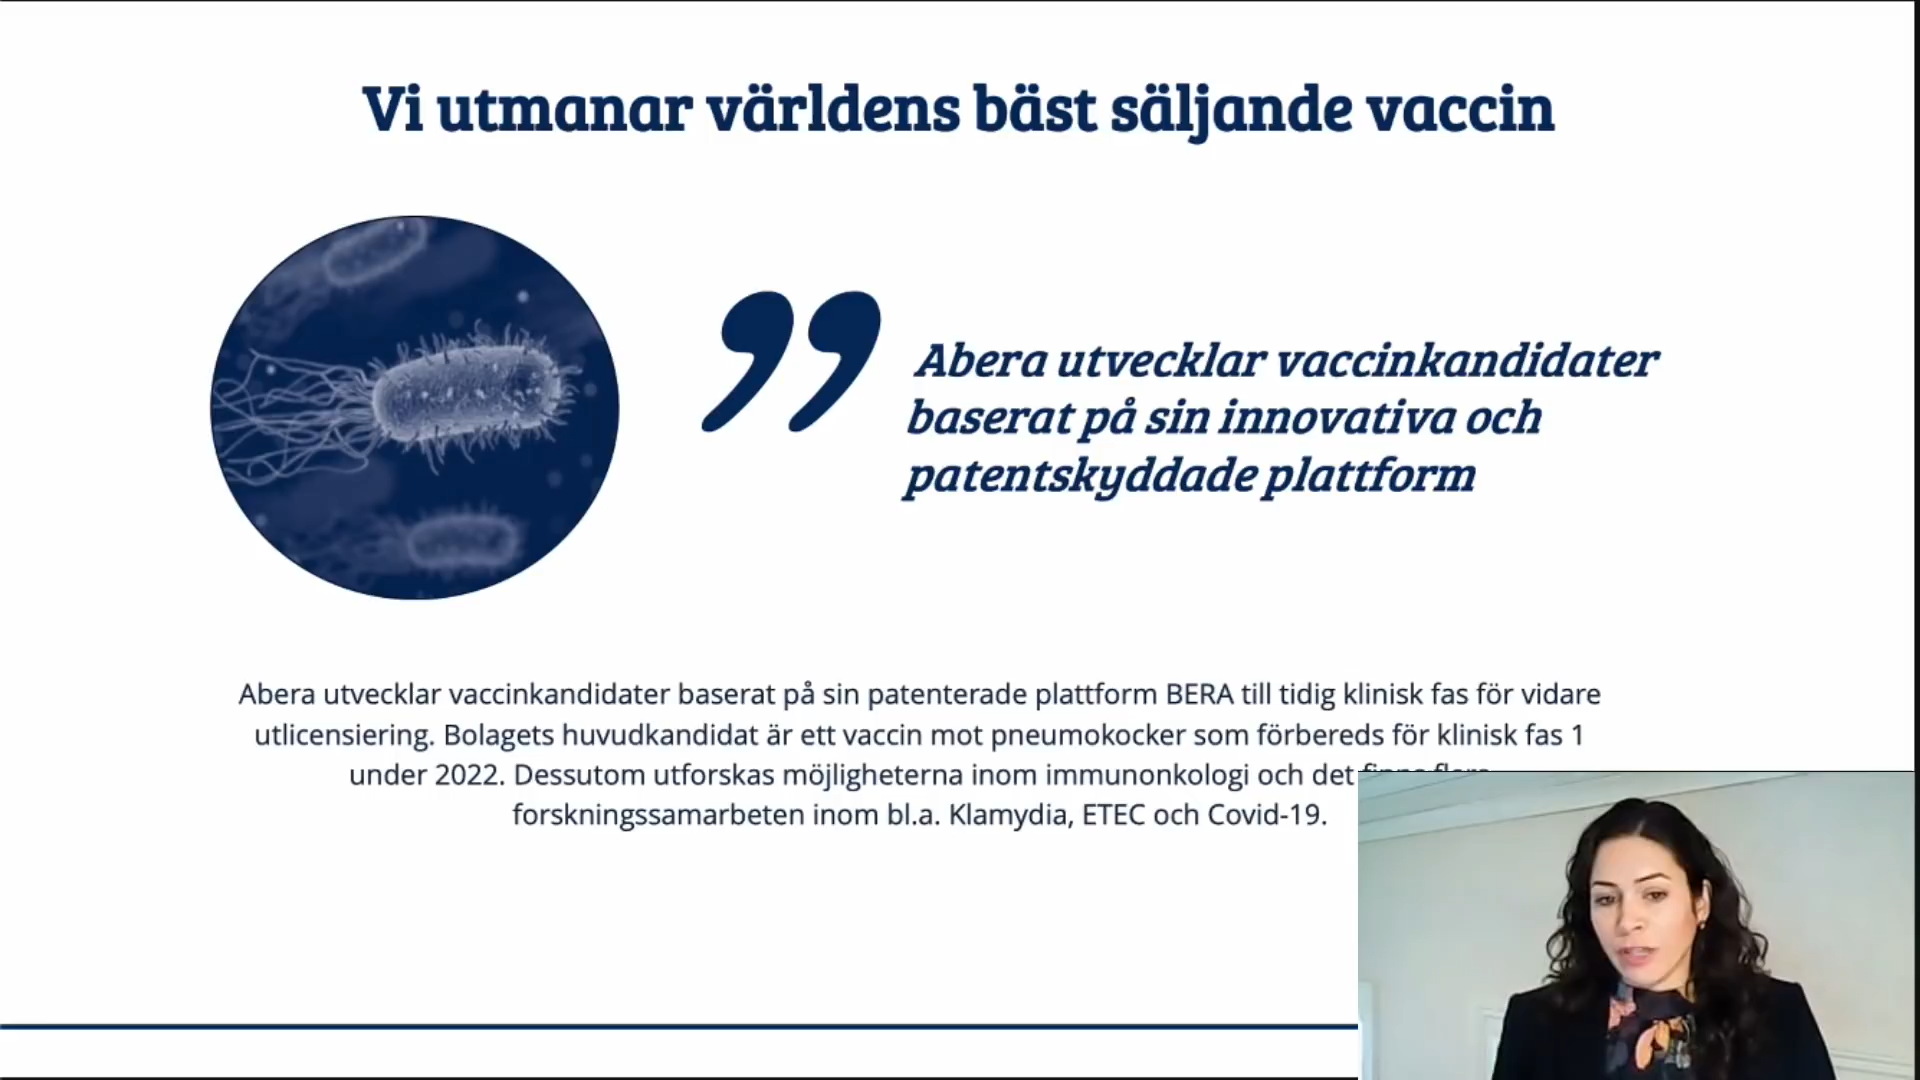 Vi utmanar världens bäst säljande vaccin
” Abera utvecklar vaccinkandidater
baserat på sin innovativa och
patentskyddade plattform
Abera utvecklar vaccinkandidater baserat på sin patenterade plattform BERA till tidig klinisk fas för vidare
utlicensiering. Bolagets huvudkandidat är ett vaccin mot pneumokocker som förbereds för klinisk fas 1
under 2022. Dessutom utforskas möjligheterna inom immunonkologi och det
forskningssamarbeten inom bl.a. Klamydia, ETEC och Covid-19.